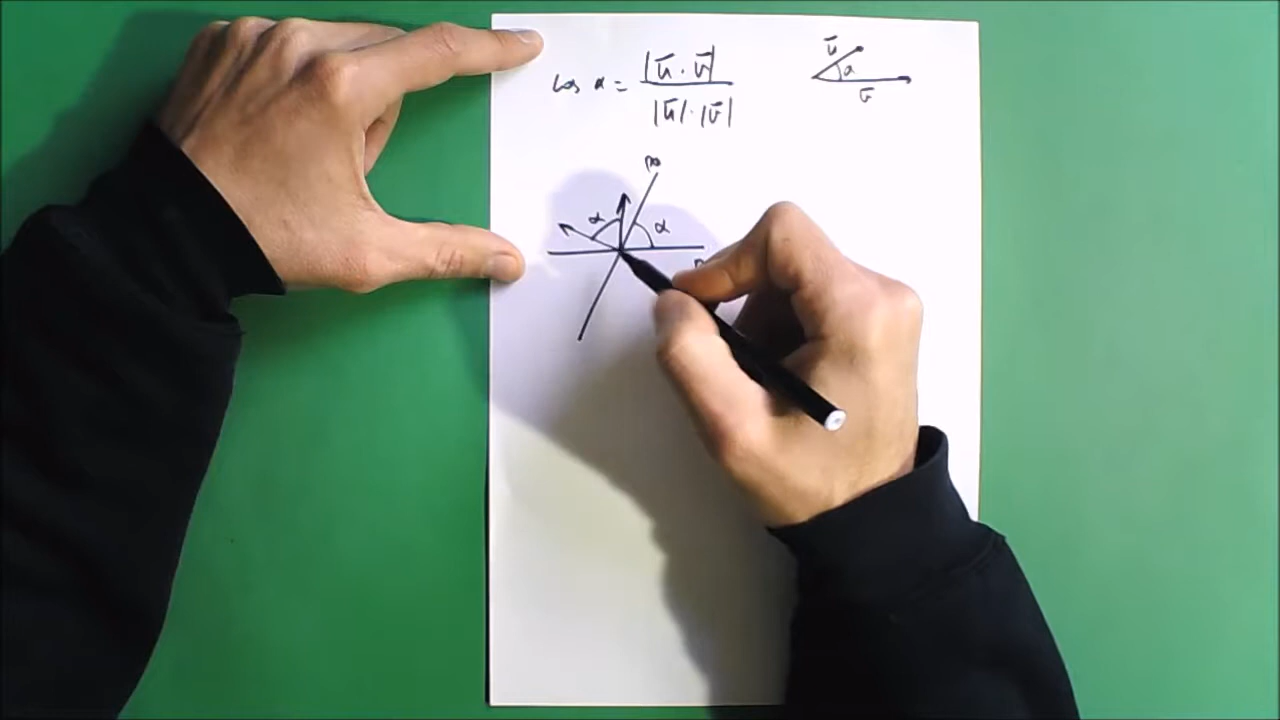 cos α = |ū · v̄|
|ū| · |v̄|
ū
α
v̄
α
α